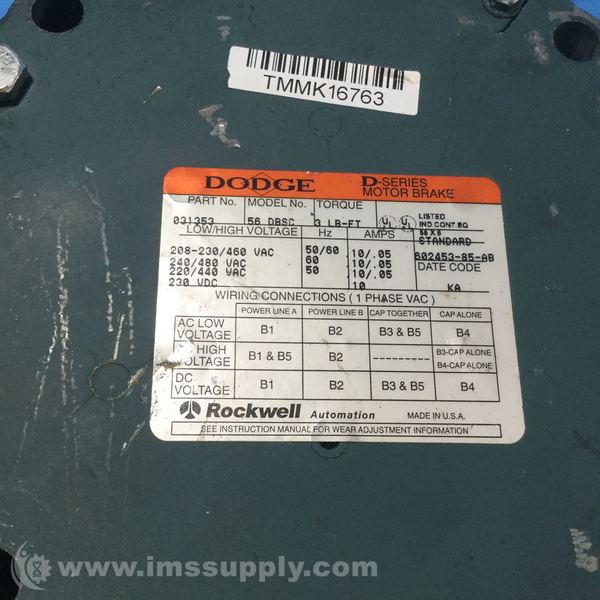 TMMK16763
DODGE D-SERIES MOTOR BRAKE
PART No. MODEL No. TORQUE
031353 56 DBSC 3 LB-FT UL UL LISTED IND CONT. EQ
LOW/HIGH VOLTAGE Hz AMPS STANDARD
208-230/460 VAC 50/60 10/.05 602453-85-AB
240/480 VAC 60 10/.05 DATE CODE
220/440 VAC 50 10/.05
230 VDC 10 KA
WIRING CONNECTIONS ( 1 PHASE VAC )
POWER LINE A POWER LINE B CAP TOGETHER CAP ALONE
AC LOW VOLTAGE B1 B2 B3 & B5 B4
HIGH VOLTAGE B1 & B5 B2 -------- B3-CAP ALONE B4-CAP ALONE
DC VOLTAGE B1 B2 B3 & B5 B4
Rockwell Automation MADE IN U.S.A.
SEE INSTRUCTION MANUAL FOR WEAR ADJUSTMENT INFORMATION
IMS SUPPLY
www.imssupply.com